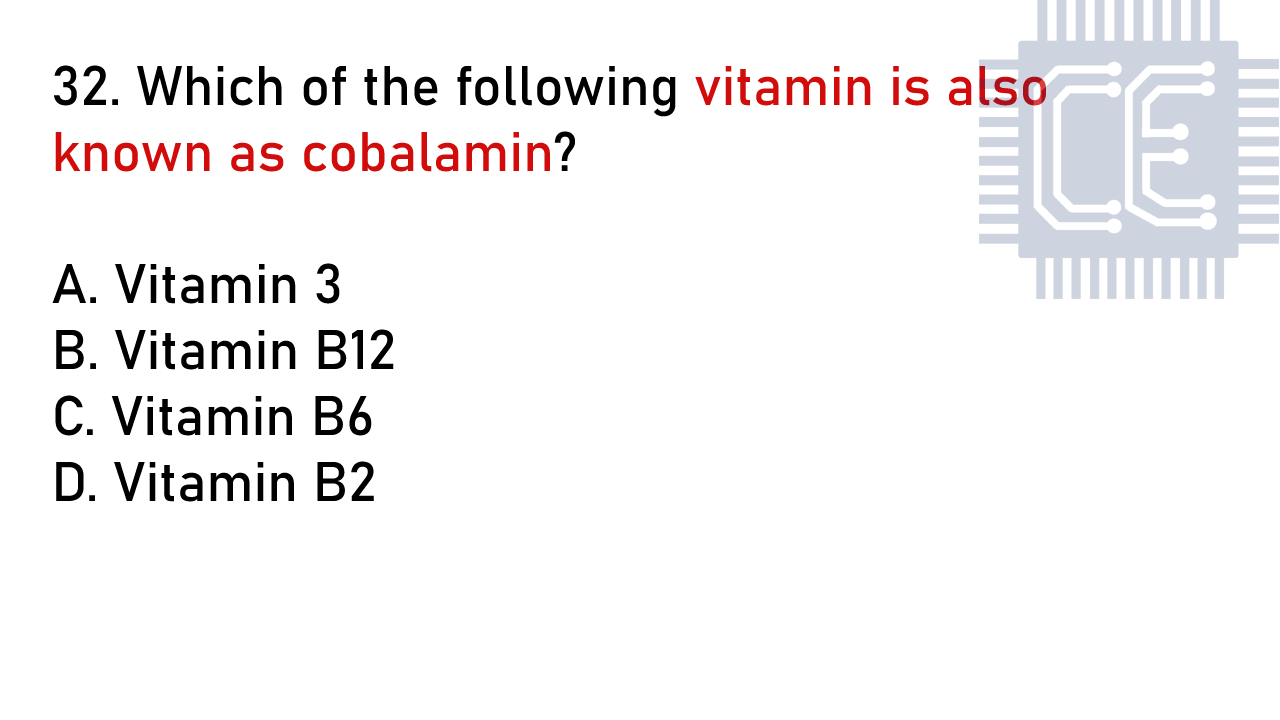 32. Which of the following vitamin is also
known as cobalamin?
A. Vitamin 3
B. Vitamin B12
C. Vitamin B6
D. Vitamin B2
CE